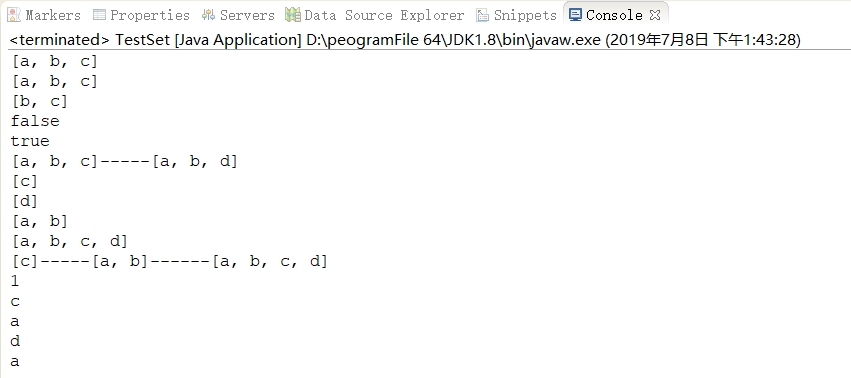 Markers Properties Servers Data Source Explorer Snippets Console
<terminated> TestSet [Java Application] D:\peogramFile 64\JDK1.8\bin\javaw.exe (2019年7月8日 下午1:43:28)
[a, b, c]
[a, b, c]
[b, c]
false
true
[a, b, c]-----[a, b, d]
[c]
[d]
[a, b]
[a, b, c, d]
[c]-----[a, b]------[a, b, c, d]
1
c
a
d
a